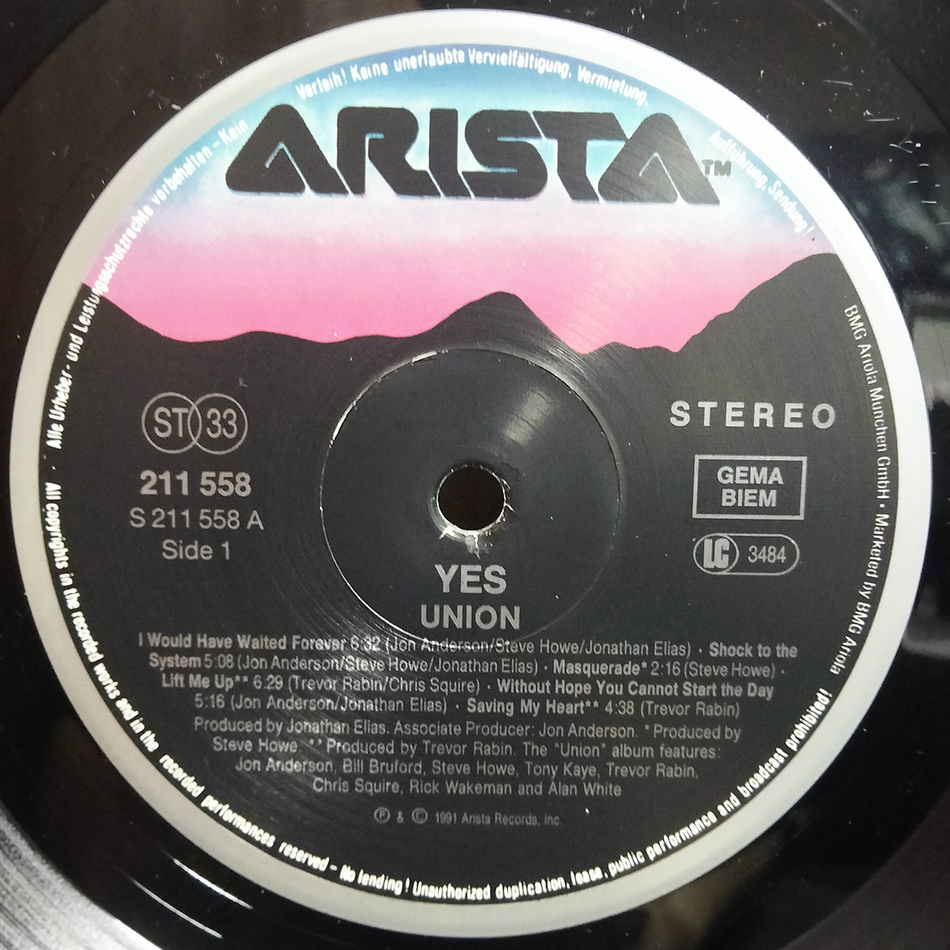 Alle Urheber- und Leistungsschutzrechte vorbehalten – Kein Verleih! Keine unerlaubte Vervielfältigung, Vermietung, Aufführung, Sendung!
ARISTA™
ST 33
211 558
S 211 558 A
Side 1
STEREO
GEMA
BIEM
LC 3484
YES
UNION
I Would Have Waited Forever 6:32 (Jon Anderson/Steve Howe/Jonathan Elias) · Shock to the
System 5:08 (Jon Anderson/Steve Howe/Jonathan Elias) · Masquerade* 2:16 (Steve Howe) ·
Lift Me Up** 6:29 (Trevor Rabin/Chris Squire) · Without Hope You Cannot Start the Day
5:16 (Jon Anderson/Jonathan Elias) · Saving My Heart** 4:38 (Trevor Rabin)
Produced by Jonathan Elias. Associate Producer: Jon Anderson. * Produced by
Steve Howe. ** Produced by Trevor Rabin. The "Union" album features:
Jon Anderson, Bill Bruford, Steve Howe, Tony Kaye, Trevor Rabin,
Chris Squire, Rick Wakeman and Alan White
℗ & © 1991 Arista Records, Inc.
· All copyrights in the recorded works and in the recorded performances reserved – No lending! Unauthorized duplication, lease, public performance and broadcast prohibited!
BMG Ariola München GmbH · Marketed by BMG Ariola